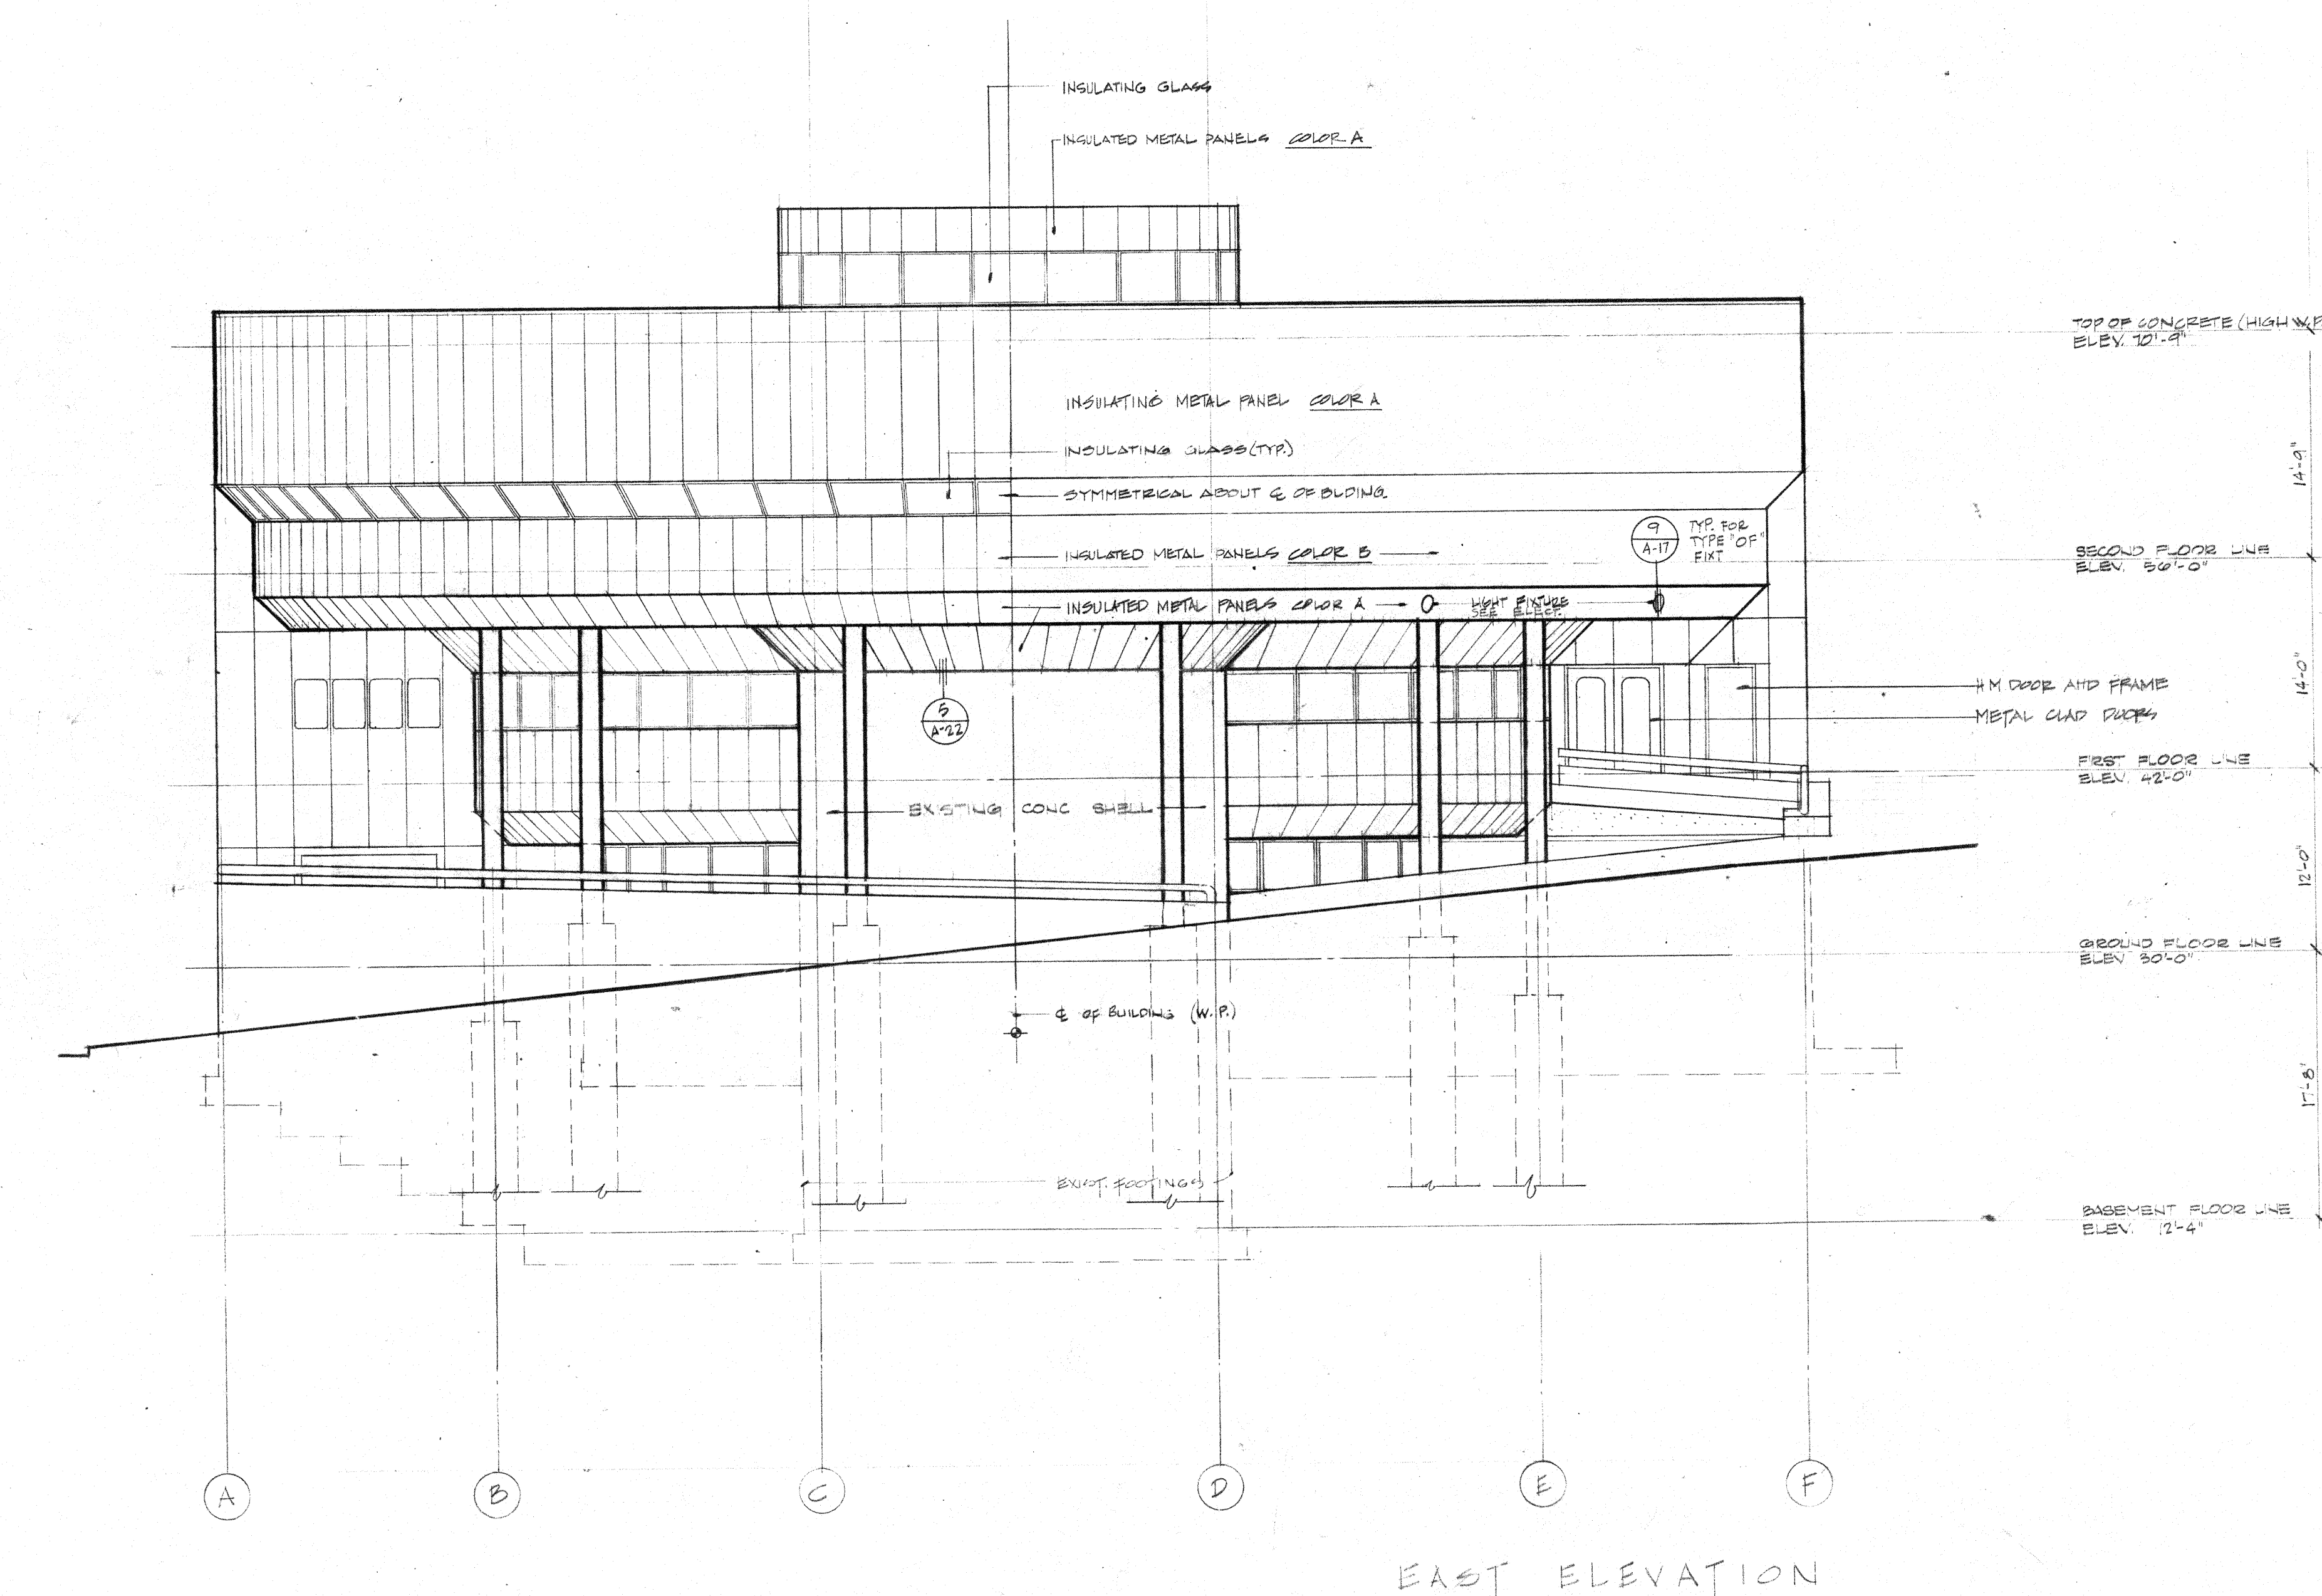 INSULATING GLASS
INSULATED METAL PANELS COLOR A
TOP OF CONCRETE (HIGH W.P
ELEV. 70'-9"
INSULATING METAL PANEL COLOR A
INSULATING GLASS (TYP.)
14'-9"
SYMMETRICAL ABOUT ℄ OF BLDING.
9
A-17
TYP. FOR
TYPE "OF"
FIXT
INSULATED METAL PANELS COLOR B
SECOND FLOOR LINE
ELEV. 56'-0"
INSULATED METAL PANELS COLOR A
LIGHT FIXTURE
SEE ELECT.
14'-0"
H M DOOR AND FRAME
METAL CLAD DOORS
5
A-22
FIRST FLOOR LINE
ELEV. 42'-0"
EXISTING CONC SHELL
12'-0"
GROUND FLOOR LINE
ELEV 30'-0"
℄ OF BUILDING (W.P.)
17'-8"
EXIST. FOOTINGS
BASEMENT FLOOR LINE
ELEV. 12'-4"
A
B
C
D
E
F
EAST ELEVATION